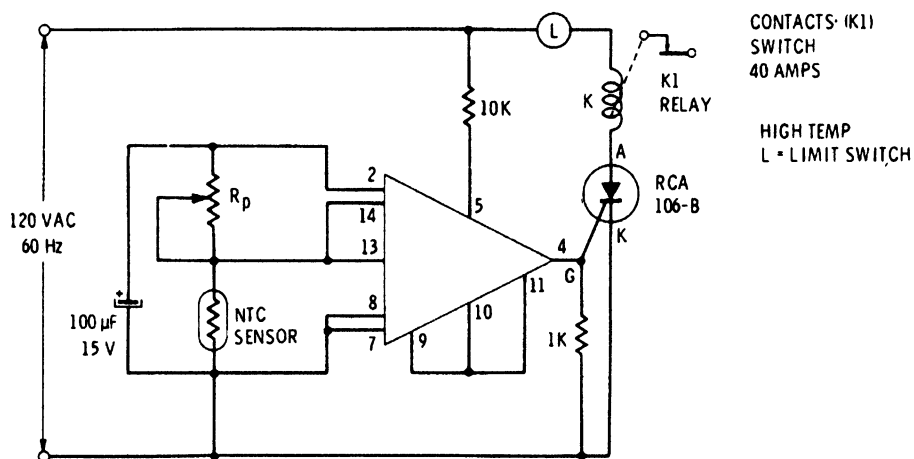 L
CONTACTS· (K1)
SWITCH
40 AMPS
K1
RELAY
K
10K
HIGH TEMP
L = LIMIT SWITCH
A
RCA
106-B
K
2
Rp
14
5
120 VAC
60 Hz
13
4
G
11
8
10
+
100 µF
15 V
NTC
SENSOR
7
9
1K